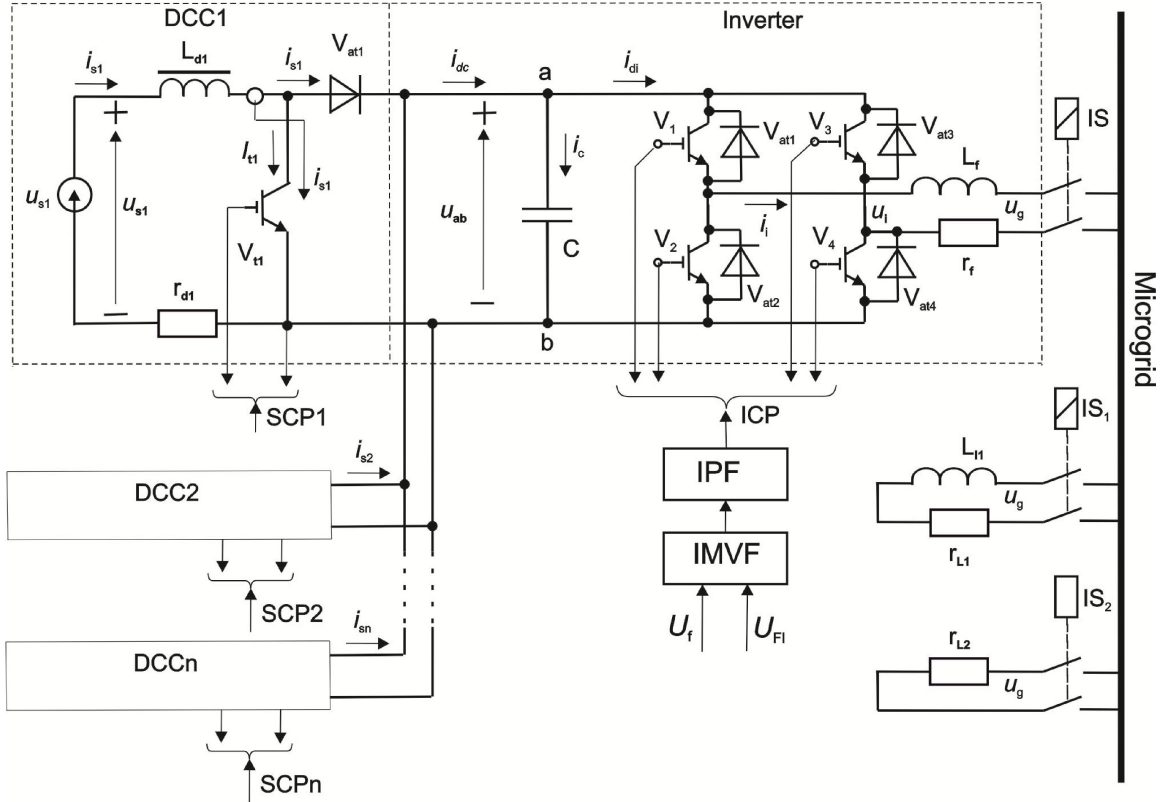 DCC1
Inverter
i_s1
L_d1
i_s1
V_at1
i_dc
a
i_di
u_s1
u_s1
I_t1
i_s1
V_t1
r_d1
u_ab
i_c
C
b
V_1
V_at1
V_2
V_at2
i_i
V_3
V_at3
u_i
V_4
V_at4
L_f
u_g
r_f
IS
Microgrid
SCP1
ICP
IPF
IMVF
U_f
U_FI
i_s2
DCC2
SCP2
i_sn
DCCn
SCPn
IS_1
L_l1
u_g
r_L1
IS_2
r_L2
u_g